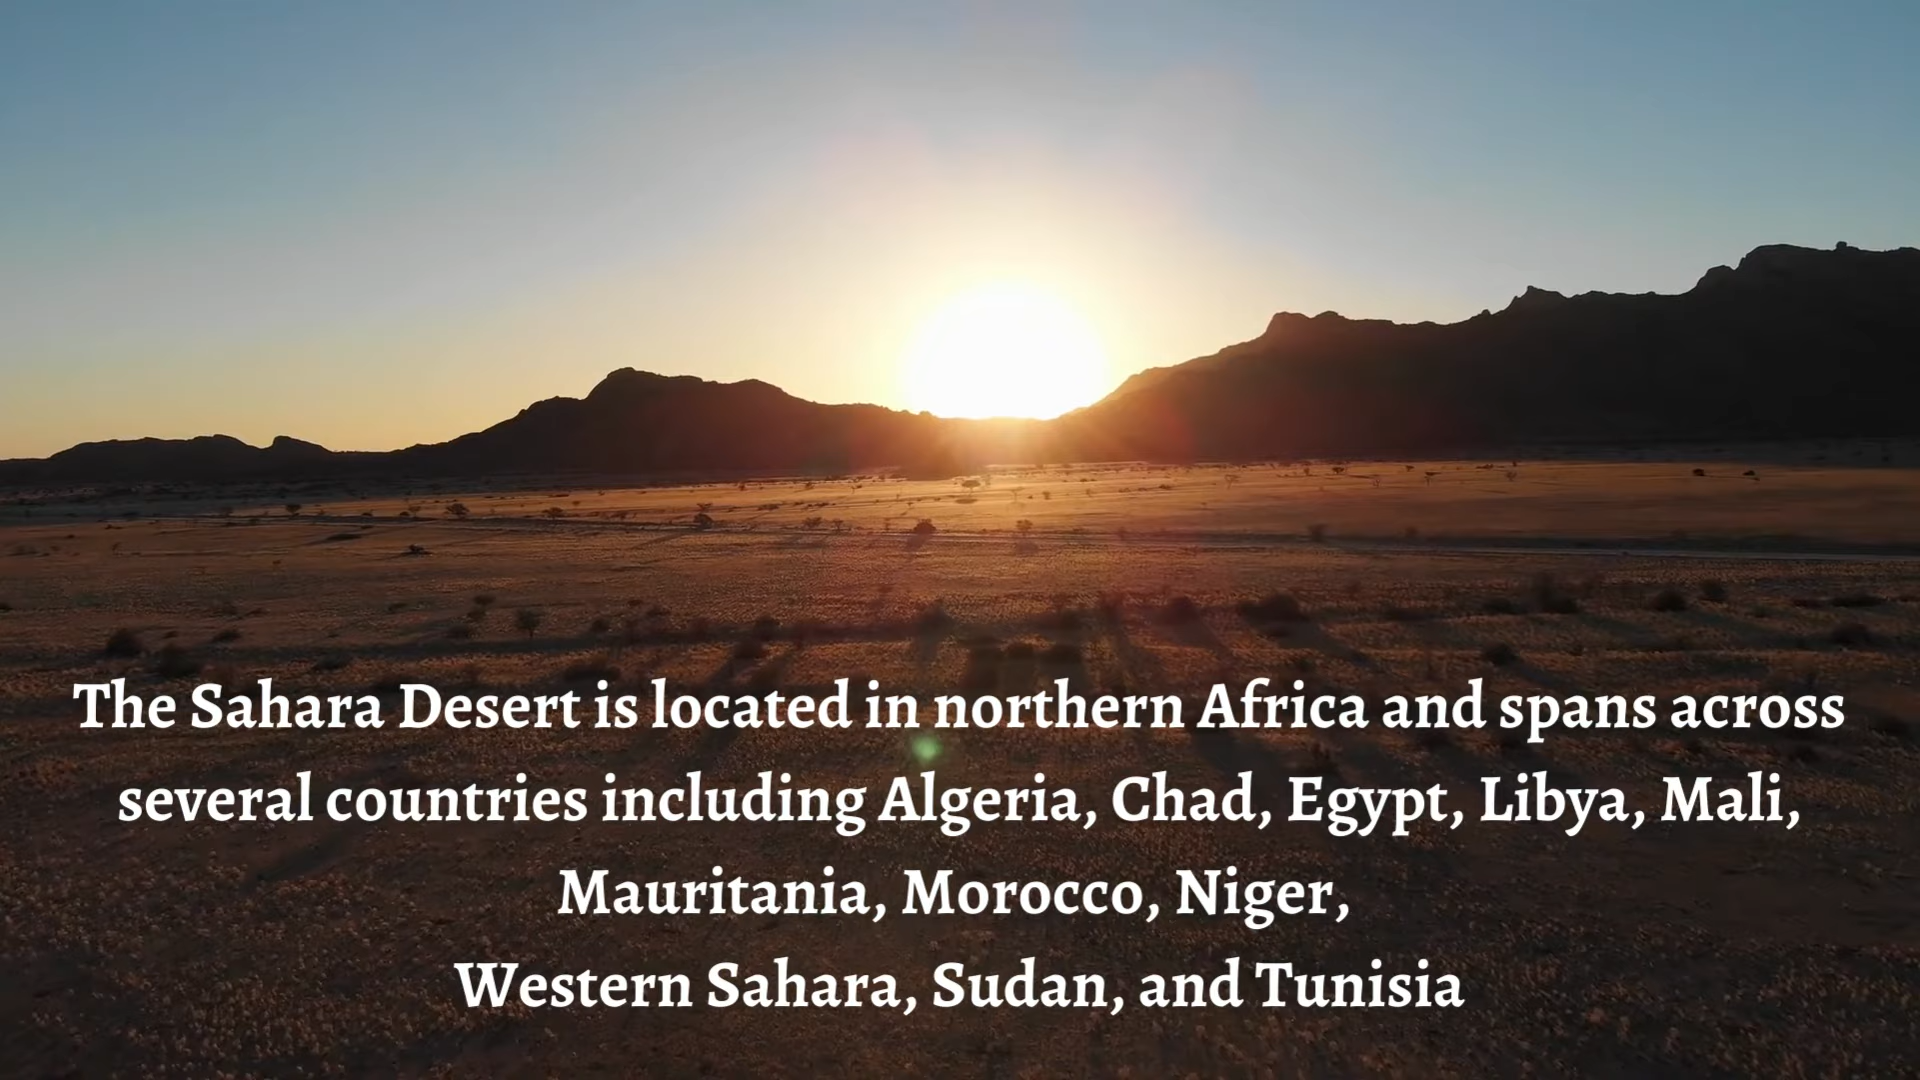 The Sahara Desert is located in northern Africa and spans across
several countries including Algeria, Chad, Egypt, Libya, Mali,
Mauritania, Morocco, Niger,
Western Sahara, Sudan, and Tunisia